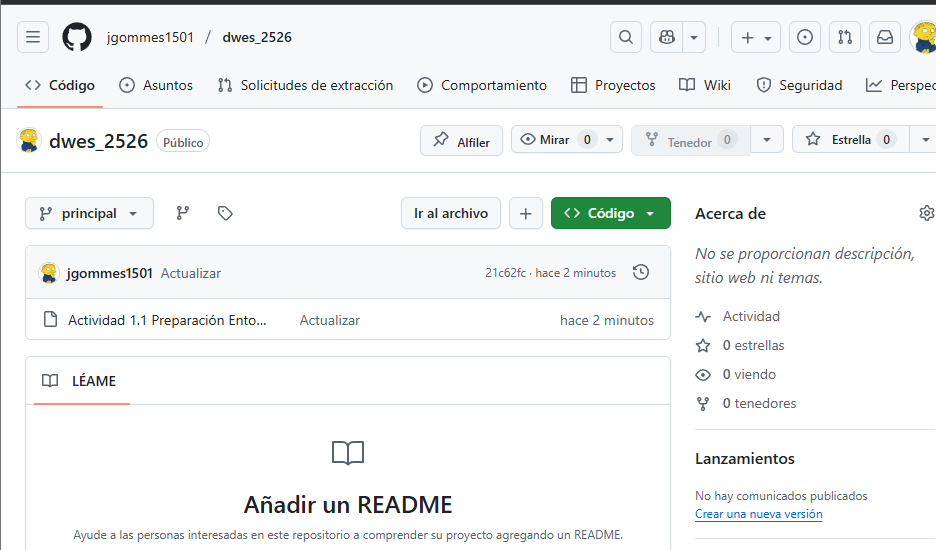 jgommes1501 / dwes_2526
Código Asuntos Solicitudes de extracción Comportamiento Proyectos Wiki Seguridad Perspec
dwes_2526 Público Alfiler Mirar 0 Tenedor 0 Estrella 0
principal Ir al archivo Código
Acerca de
No se proporcionan descripción,
sitio web ni temas.
jgommes1501 Actualizar 21c62fc · hace 2 minutos
Actividad 1.1 Preparación Ento... Actualizar hace 2 minutos
Actividad
0 estrellas
0 viendo
0 tenedores
LÉAME
Añadir un README
Ayude a las personas interesadas en este repositorio a comprender su proyecto agregando un README.
Lanzamientos
No hay comunicados publicados
Crear una nueva versión